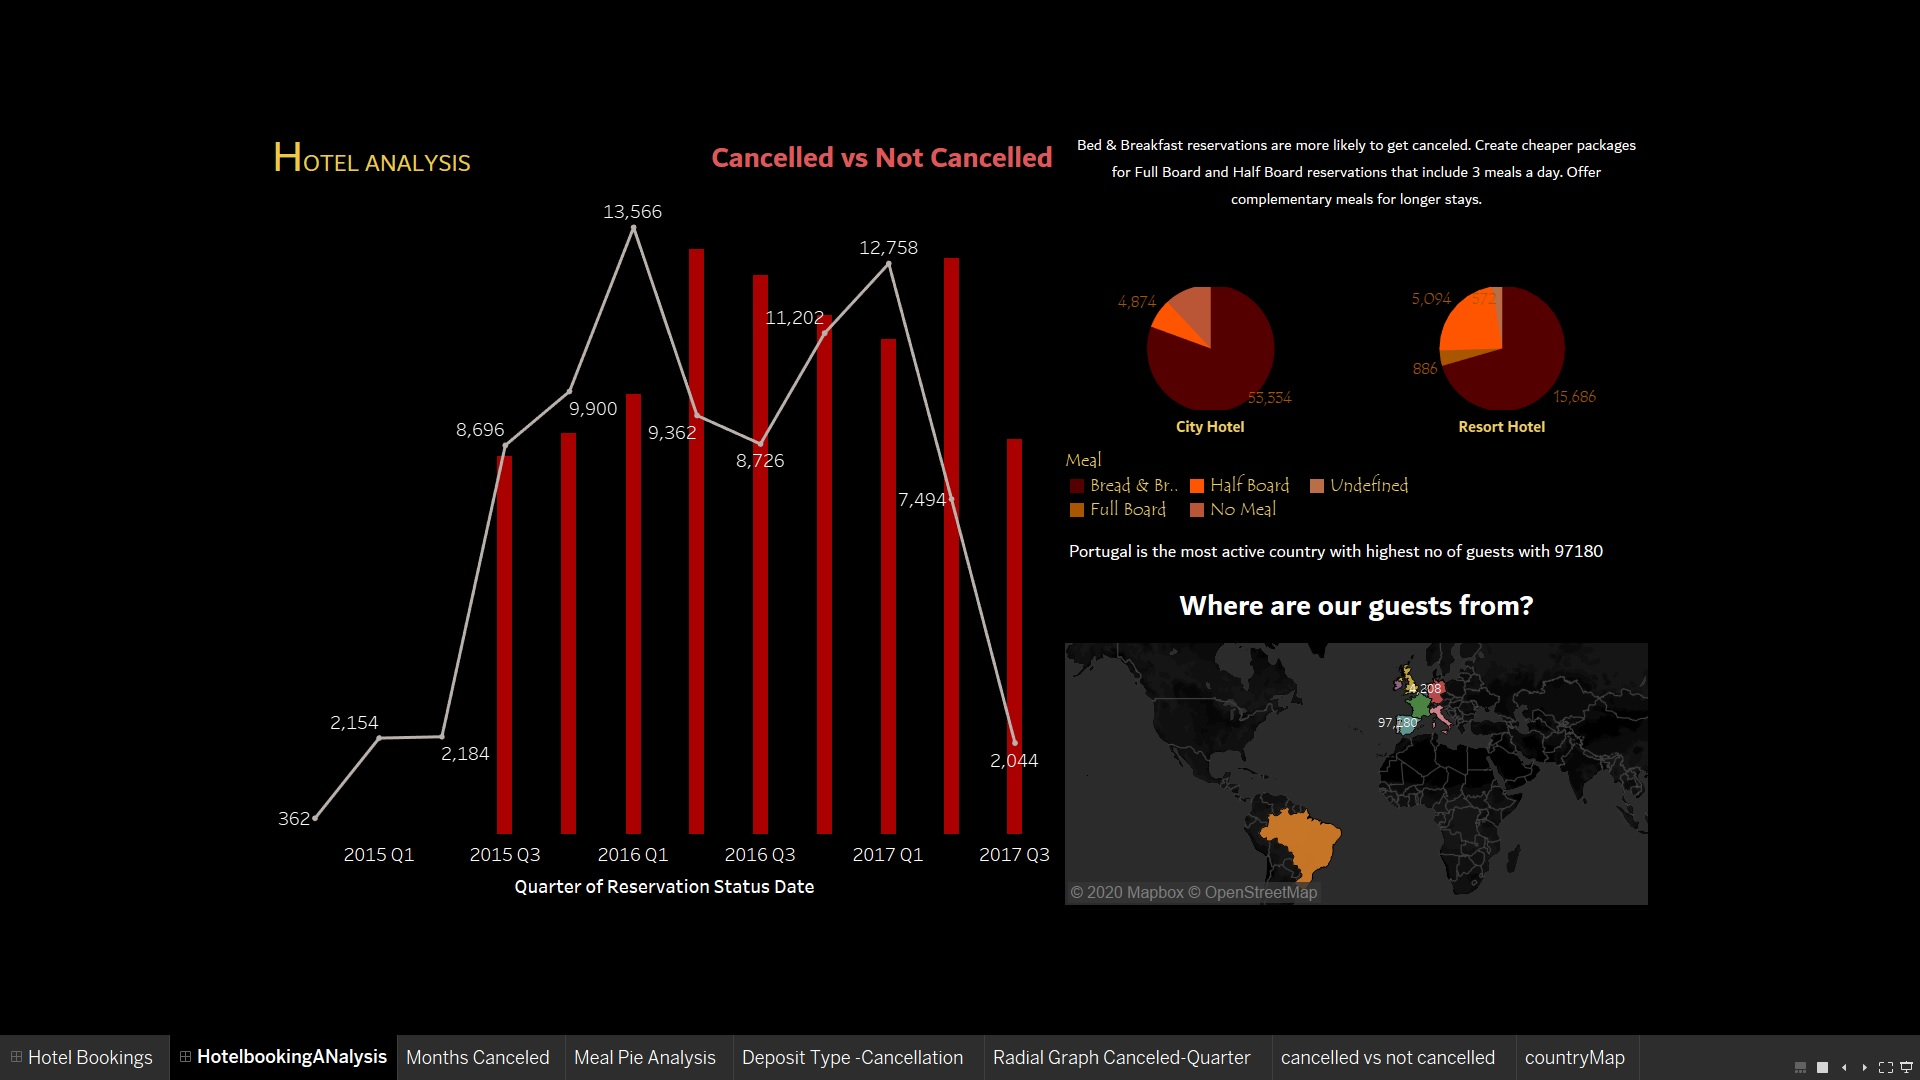 HOTEL ANALYSIS
Cancelled vs Not Cancelled
13,566
12,758
11,202
8,696
9,900
9,362
8,726
7,494
2,154
2,184
2,044
362
2015 Q1
2015 Q3
2016 Q1
2016 Q3
2017 Q1
2017 Q3
Quarter of Reservation Status Date
Bed & Breakfast reservations are more likely to get canceled. Create cheaper packages
for Full Board and Half Board reservations that include 3 meals a day. Offer
complementary meals for longer stays.
4,874
53,334
City Hotel
5,094
572
886
15,686
Resort Hotel
Meal
Bread & Br..
Half Board
Undefined
Full Board
No Meal
Portugal is the most active country with highest no of guests with 97180
Where are our guests from?
97,180
© 2020 Mapbox © OpenStreetMap
Hotel Bookings
HotelbookingANalysis
Months Canceled
Meal Pie Analysis
Deposit Type -Cancellation
Radial Graph Canceled-Quarter
cancelled vs not cancelled
countryMap